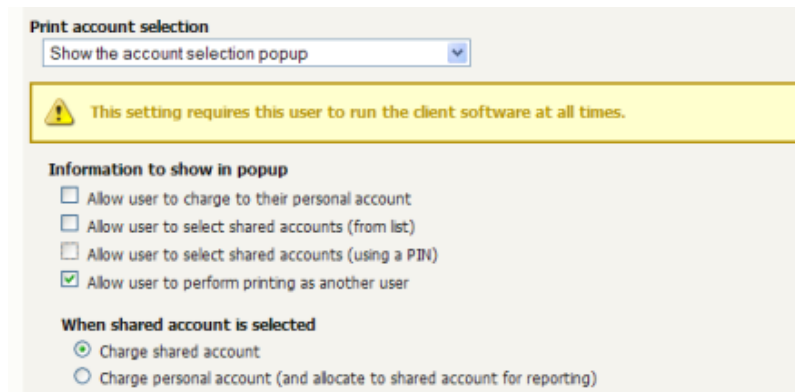 Print account selection
Show the account selection popup
This setting requires this user to run the client software at all times.
Information to show in popup
Allow user to charge to their personal account
Allow user to select shared accounts (from list)
Allow user to select shared accounts (using a PIN)
Allow user to perform printing as another user
When shared account is selected
Charge shared account
Charge personal account (and allocate to shared account for reporting)